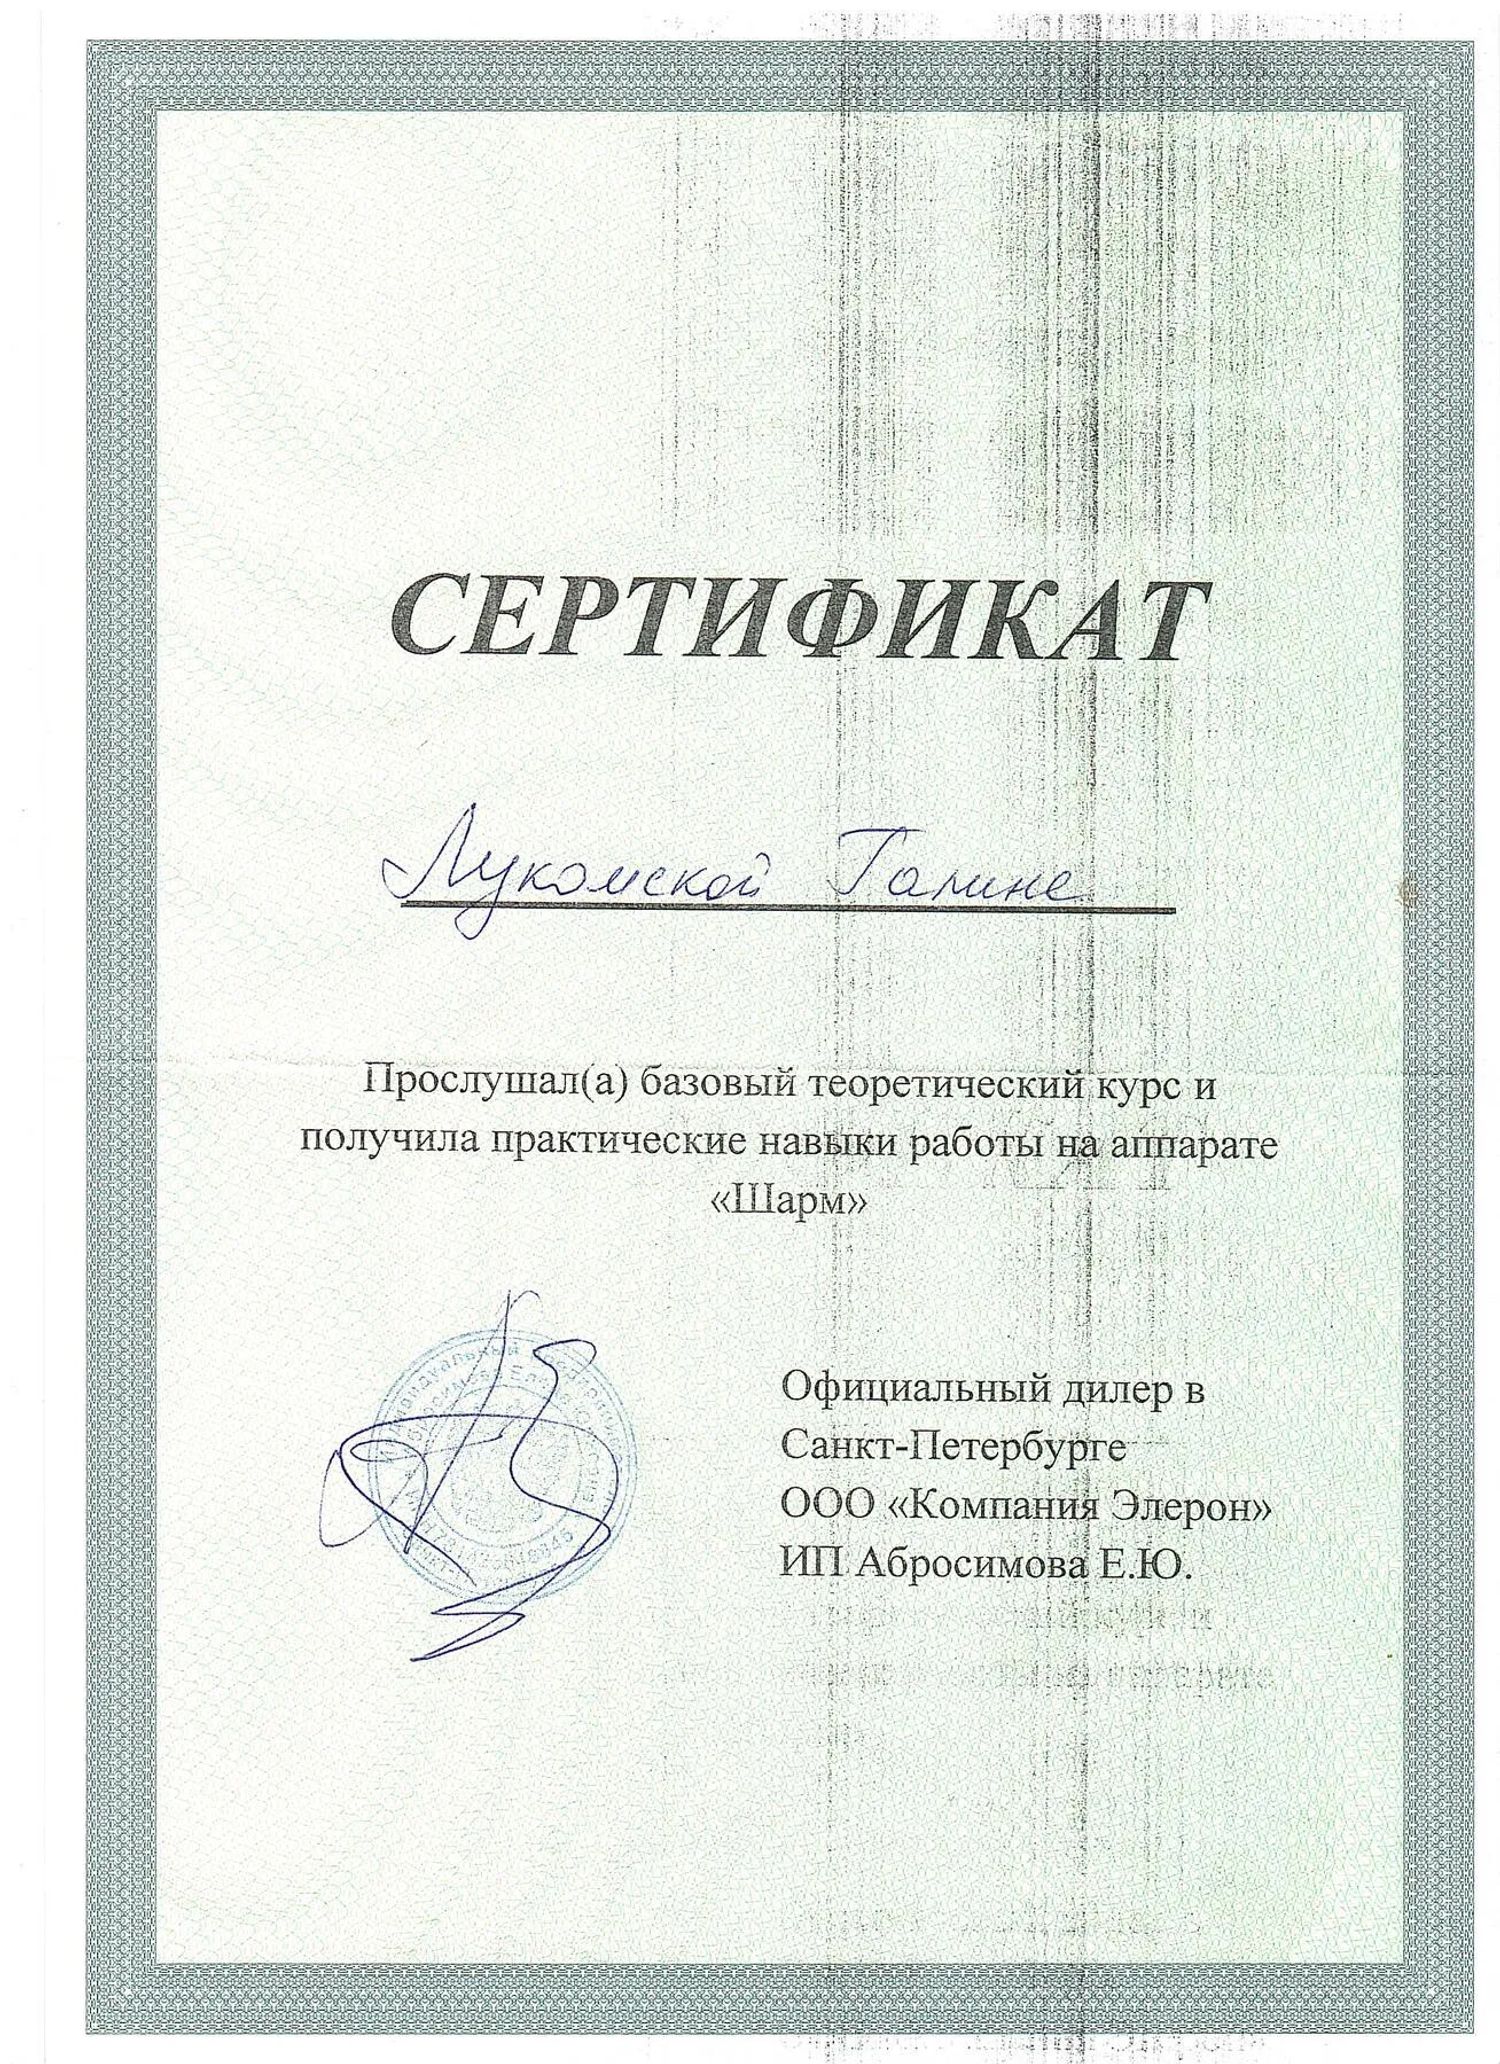 СЕРТИФИКАТ
Лукомской Галине
Прослушал(а) базовый теоретический курс и
получила практические навыки работы на аппарате
«Шарм»
Официальный дилер в
Санкт-Петербурге
ООО «Компания Элерон»
ИП Абросимова Е.Ю.